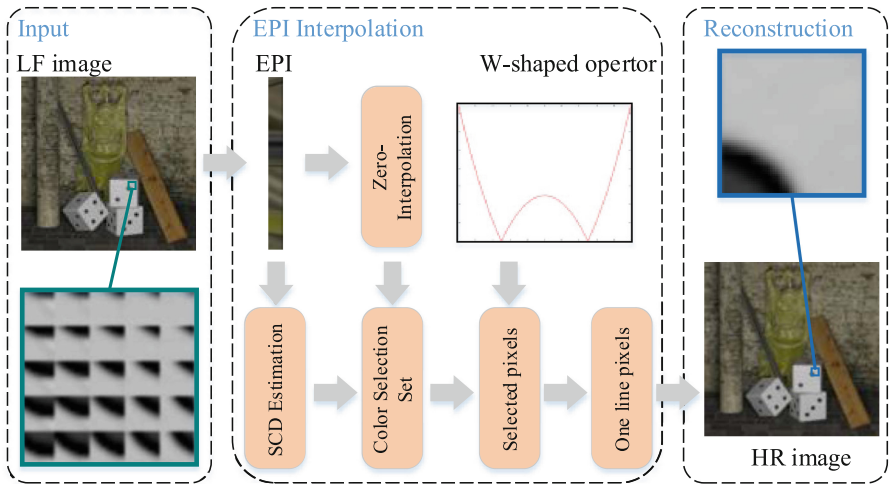 Input
LF image
EPI Interpolation
EPI
W-shaped opertor
Zero-
Interpolation
SCD Estimation
Color Selection
Set
Selected pixels
One line pixels
Reconstruction
HR image